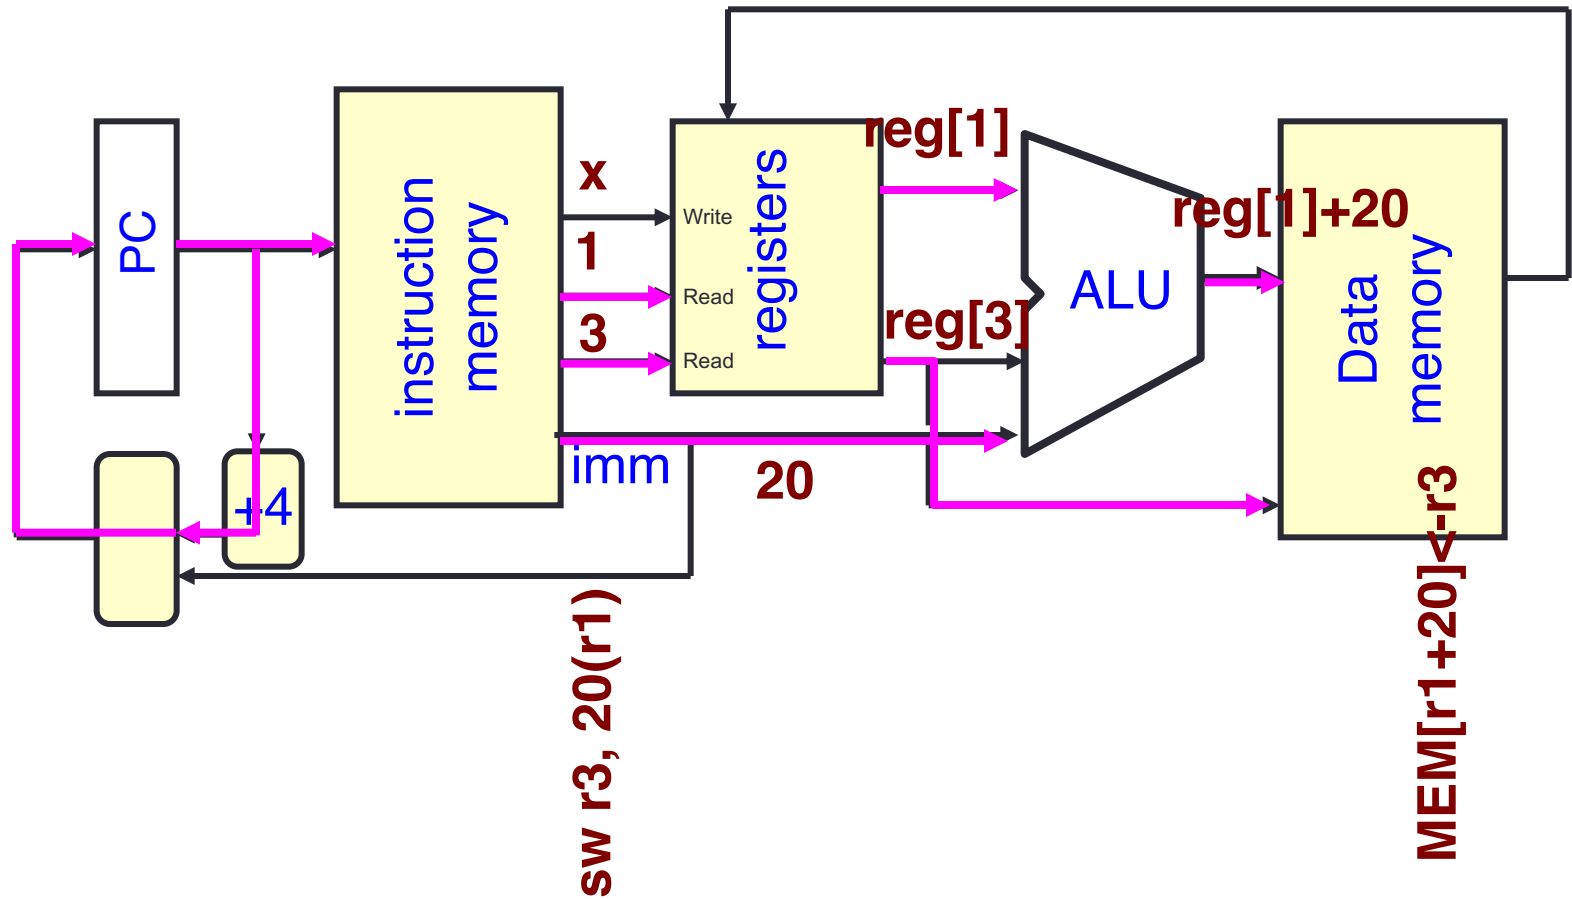 PC
+4
instruction
memory
x
1
3
imm
20
Write
Read
Read
registers
reg[1]
reg[3]
ALU
reg[1]+20
Data
memory
sw r3, 20(r1)
MEM[r1+20]<-r3